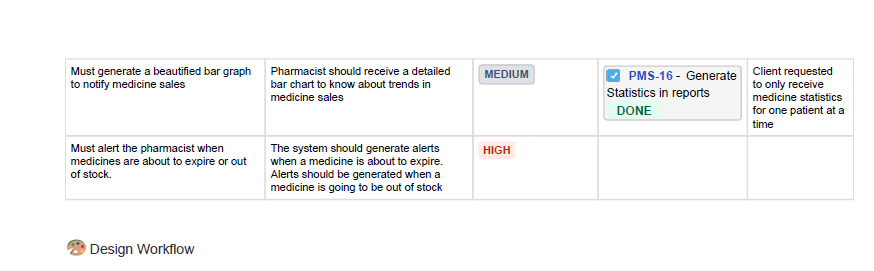 Must generate a beautified bar graph
to notify medicine sales
Pharmacist should receive a detailed
bar chart to know about trends in
medicine sales
MEDIUM
PMS-16 - Generate
Statistics in reports
DONE
Client requested
to only receive
medicine statistics
for one patient at a
time
Must alert the pharmacist when
medicines are about to expire or out
of stock.
The system should generate alerts
when a medicine is about to expire.
Alerts should be generated when a
medicine is going to be out of stock
HIGH
Design Workflow